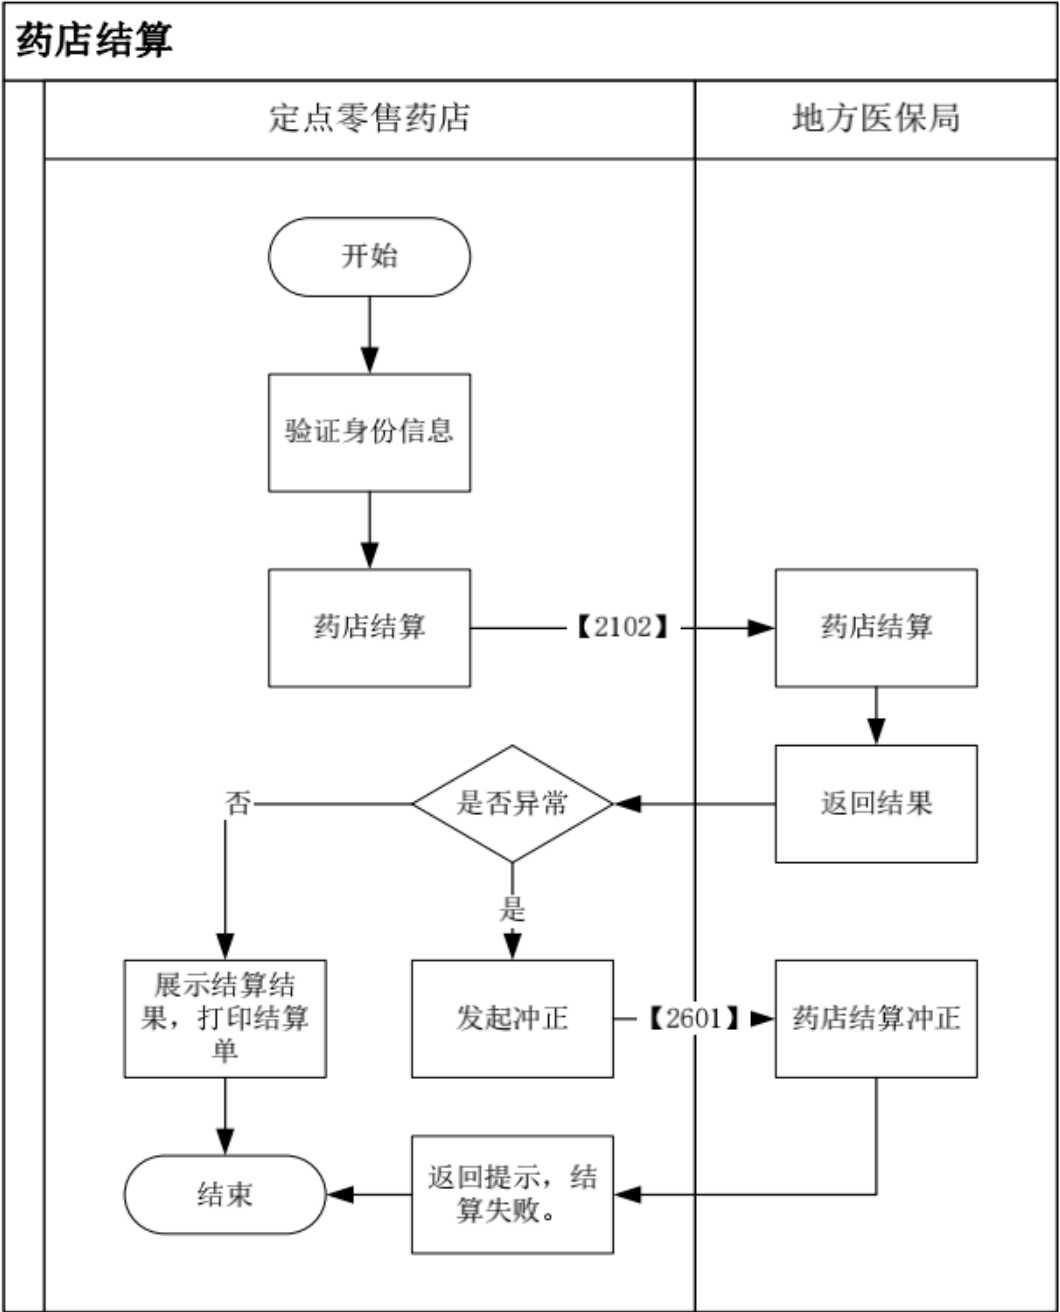 药店结算
定点零售药店
地方医保局
开始
验证身份信息
药店结算
【2102】
药店结算
返回结果
是否异常
否
是
展示结算结
果，打印结算
单
发起冲正
【2601】
药店结算冲正
返回提示，结
算失败。
结束